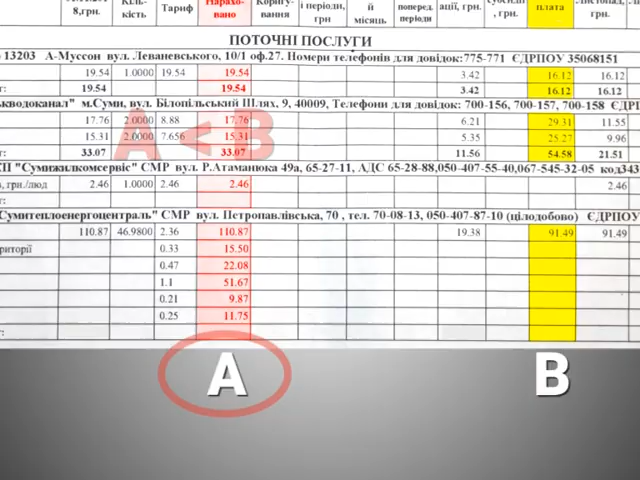 8,грн. Кіль- Тариф Нарахо- Коригу- і періоди, й поперед. ації, грн. плата листопад,
кість вано вання грн місяць періоди , грн. грн.
ПОТОЧНІ ПОСЛУГИ
13203 А-Муссон вул. Леваневського, 10/1 оф.27. Номери телефонів для довідок:775-771 ЄДРПОУ 35068151
19.54 1.0000 19.54 19.54 3.42 16.12 16.12
19.54 19.54 3.42 16.12 16.12
ькводоканал" м.Суми, вул. Білопільський Шлях, 9, 40009, Телефони для довідок: 700-156, 700-157, 700-158 ЄДРП
17.76 2.0000 8.88 17.76 6.21 29.31 11.55
15.31 2.0000 7.656 15.31 5.35 25.27 9.96
33.07 33.07 11.56 54.58 21.51
A < B
КП "Сумижилкомсервіс" СМР вул. Р.Атаманюка 49а, 65-27-11, АДС 65-28-88,050-407-55-40,067-545-32-05 код343
, грн./люд 2.46 1.0000 2.46 2.46 2.46
Сумитеплоенергоцентраль" СМР вул. Петропавлівська, 70 , тел. 70-08-13, 050-407-87-10 (цілодобово) ЄДРПОУ
110.87 46.9800 2.36 110.87 19.38 91.49 91.49
риторії 0.33 15.50
0.47 22.08
1.1 51.67
0.21 9.87
0.25 11.75
A B